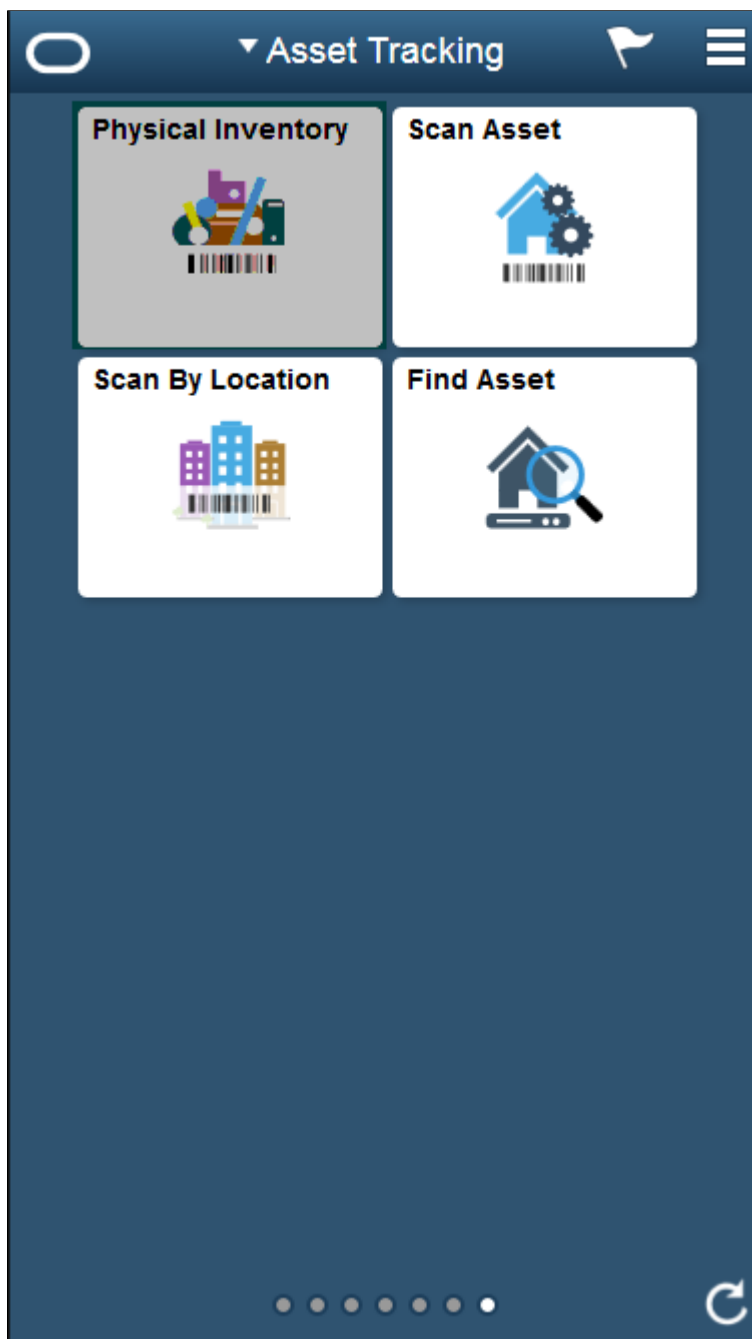 Asset Tracking
Physical Inventory
Scan Asset
Scan By Location
Find Asset